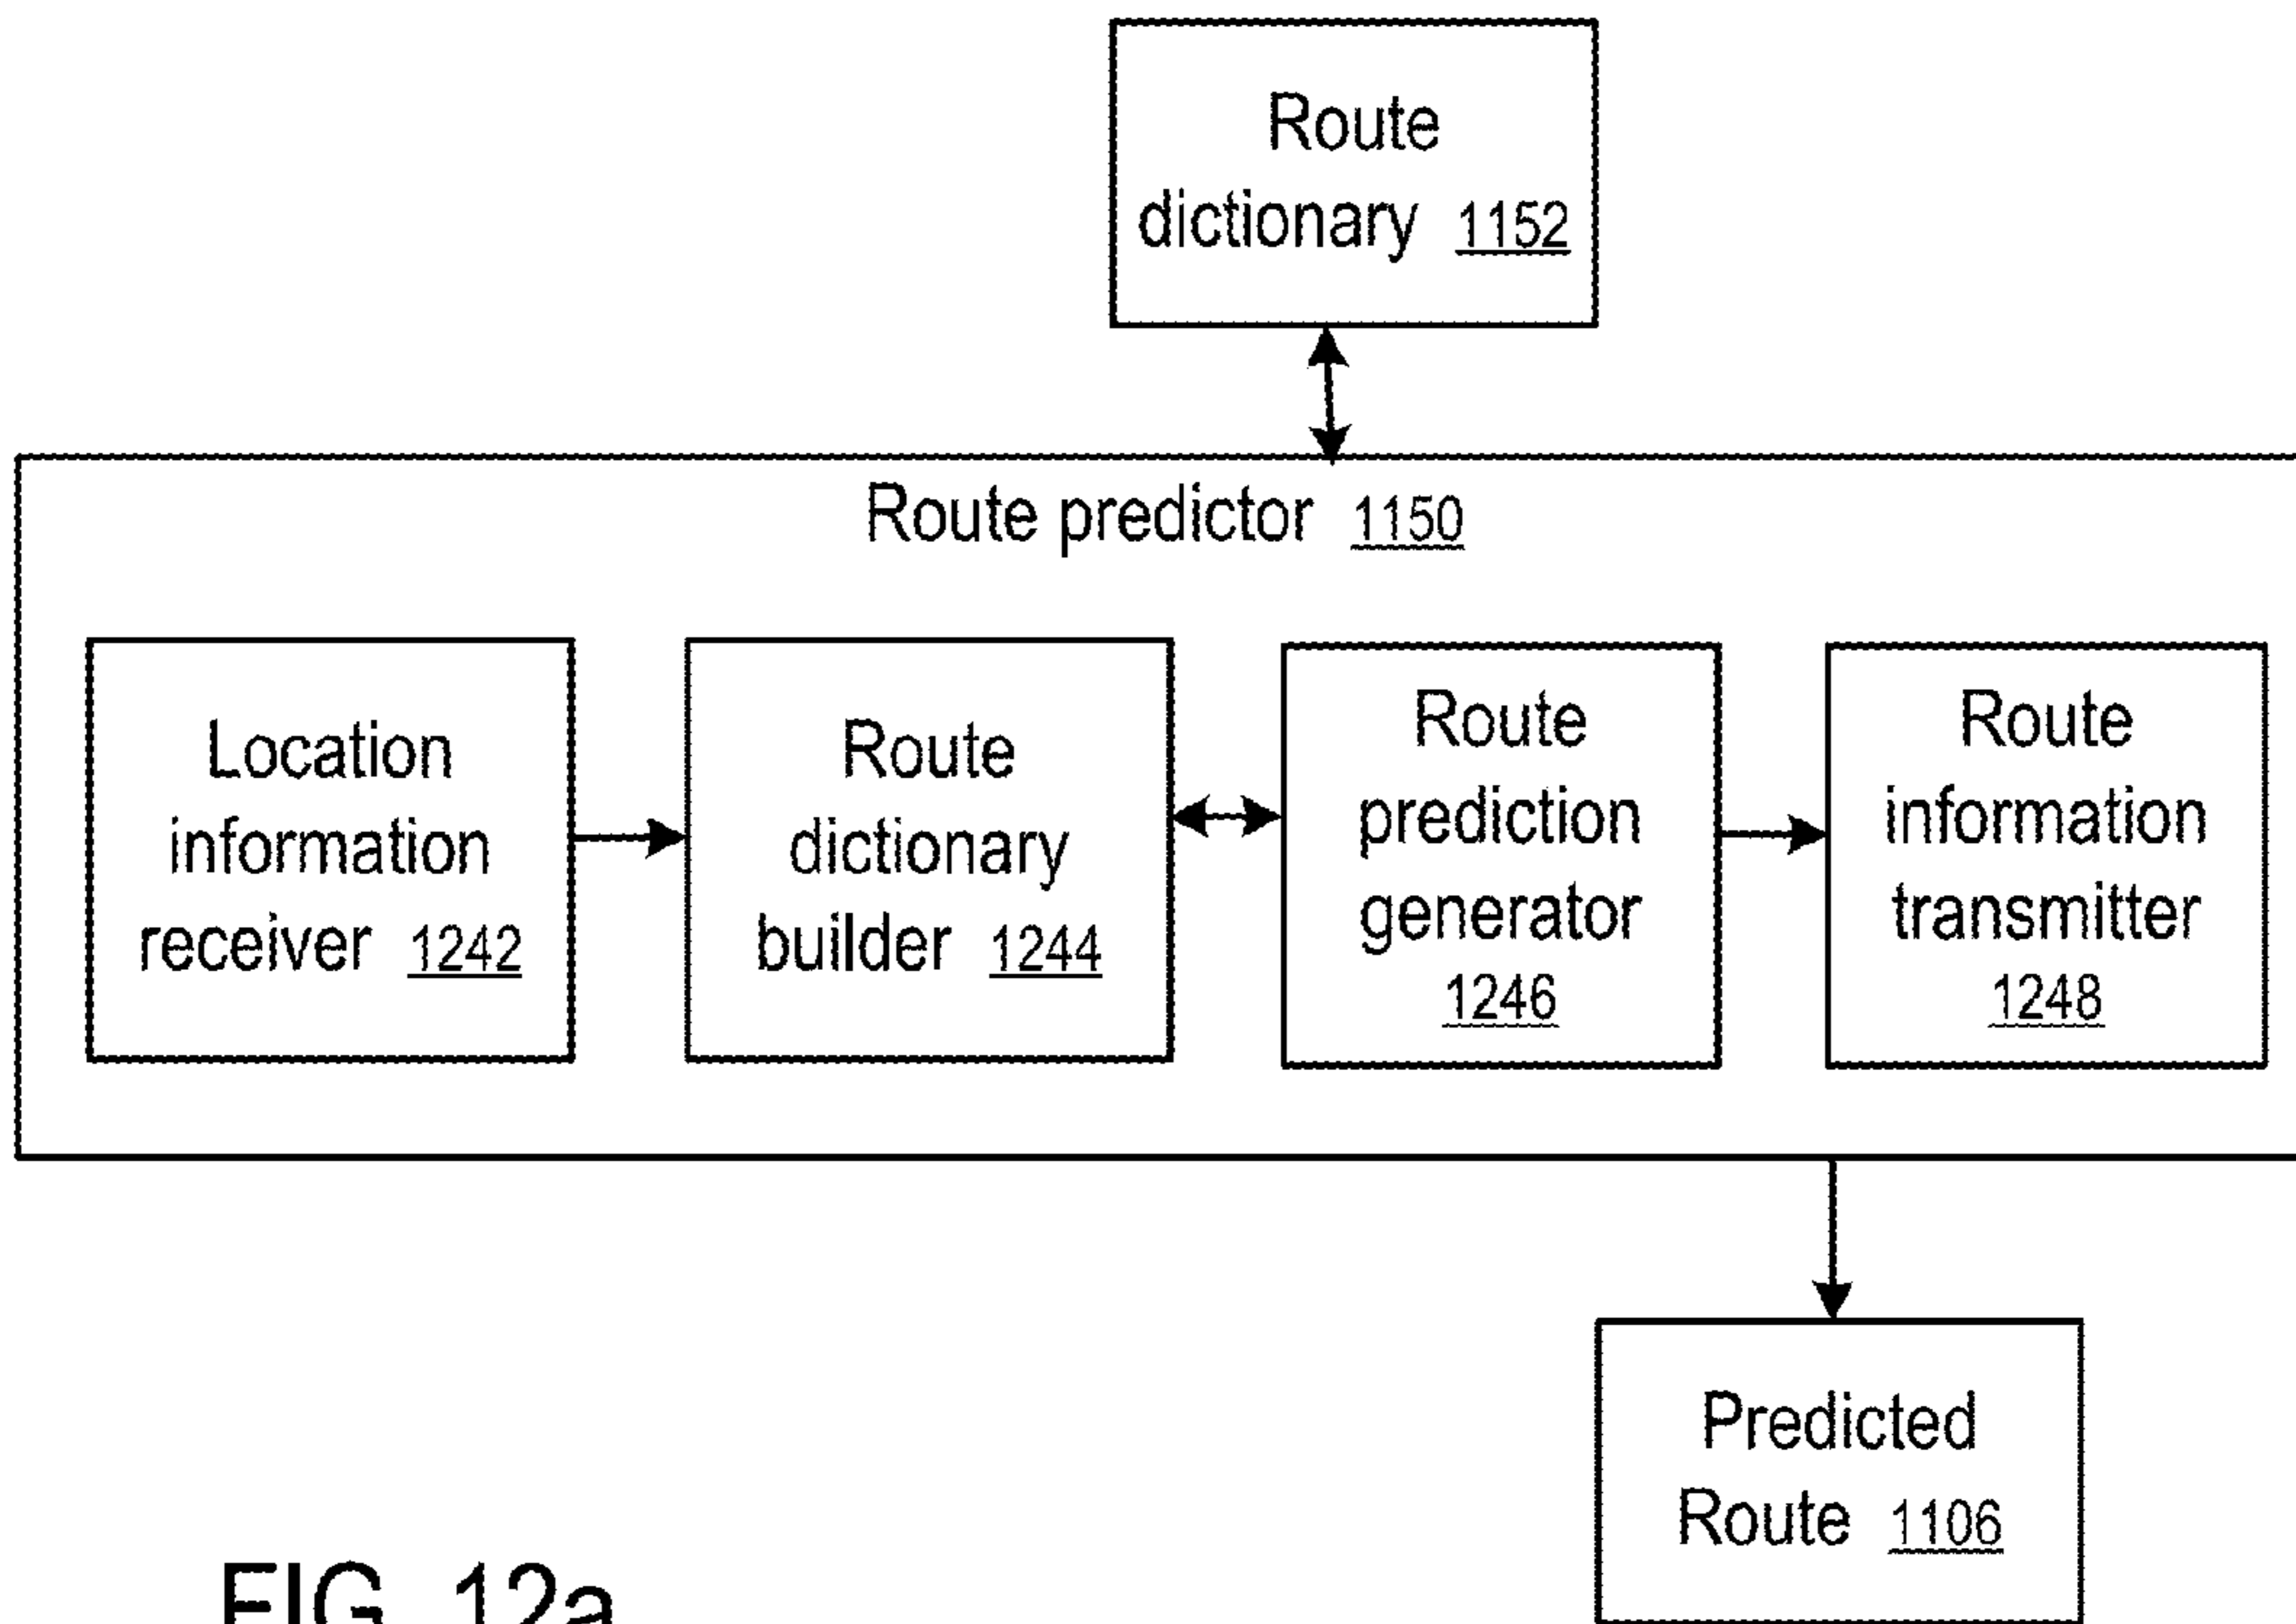 Route
dictionary 1152
Route predictor 1150
Location
information
receiver 1242
Route
dictionary
builder 1244
Route
prediction
generator
1246
Route
information
transmitter
1248
Predicted
Route 1106
FIG. 12a